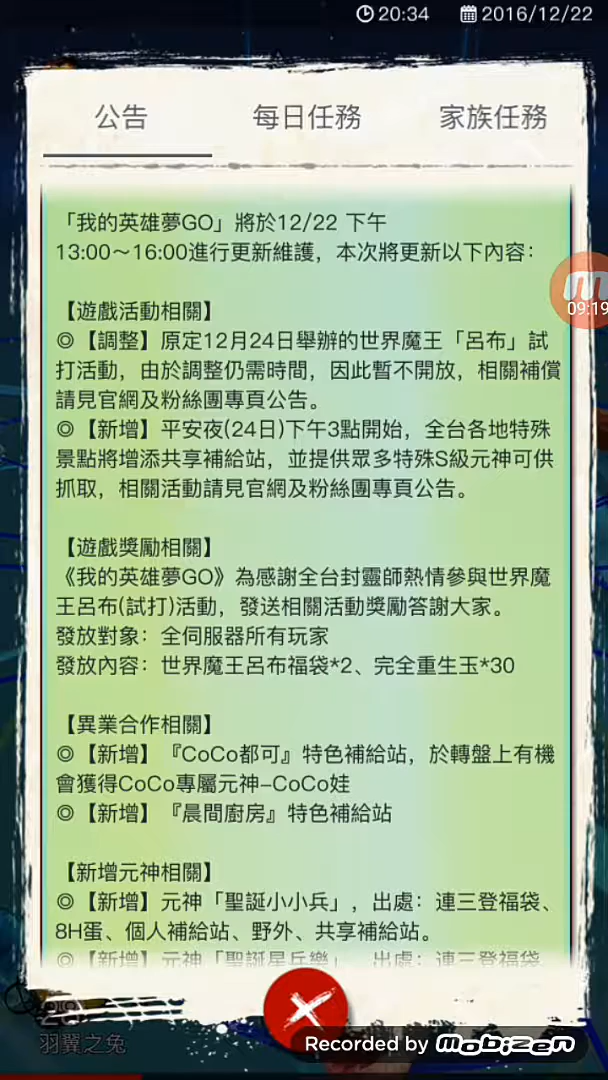 20:34 2016/12/22
公告 每日任務 家族任務
「我的英雄夢GO」將於12/22 下午
13:00～16:00進行更新維護，本次將更新以下內容：
【遊戲活動相關】
◎【調整】原定12月24日舉辦的世界魔王「呂布」試
打活動，由於調整仍需時間，因此暫不開放，相關補償
請見官網及粉絲團專頁公告。
◎【新增】平安夜(24日)下午3點開始，全台各地特殊
景點將增添共享補給站，並提供眾多特殊S級元神可供
抓取，相關活動請見官網及粉絲團專頁公告。
【遊戲獎勵相關】
《我的英雄夢GO》為感謝全台封靈師熱情參與世界魔
王呂布(試打)活動，發送相關活動獎勵答謝大家。
發放對象：全伺服器所有玩家
發放內容：世界魔王呂布福袋*2、完全重生玉*30
【異業合作相關】
◎【新增】『CoCo都可』特色補給站，於轉盤上有機
會獲得CoCo專屬元神–CoCo娃
◎【新增】『晨間廚房』特色補給站
【新增元神相關】
◎【新增】元神「聖誕小小兵」，出處：連三登福袋、
8H蛋、個人補給站、野外、共享補給站。
◎【新增】元神「聖誕星兵樂」 出處：連三登福袋
09:19
羽翼之兔
Recorded by Mobizen